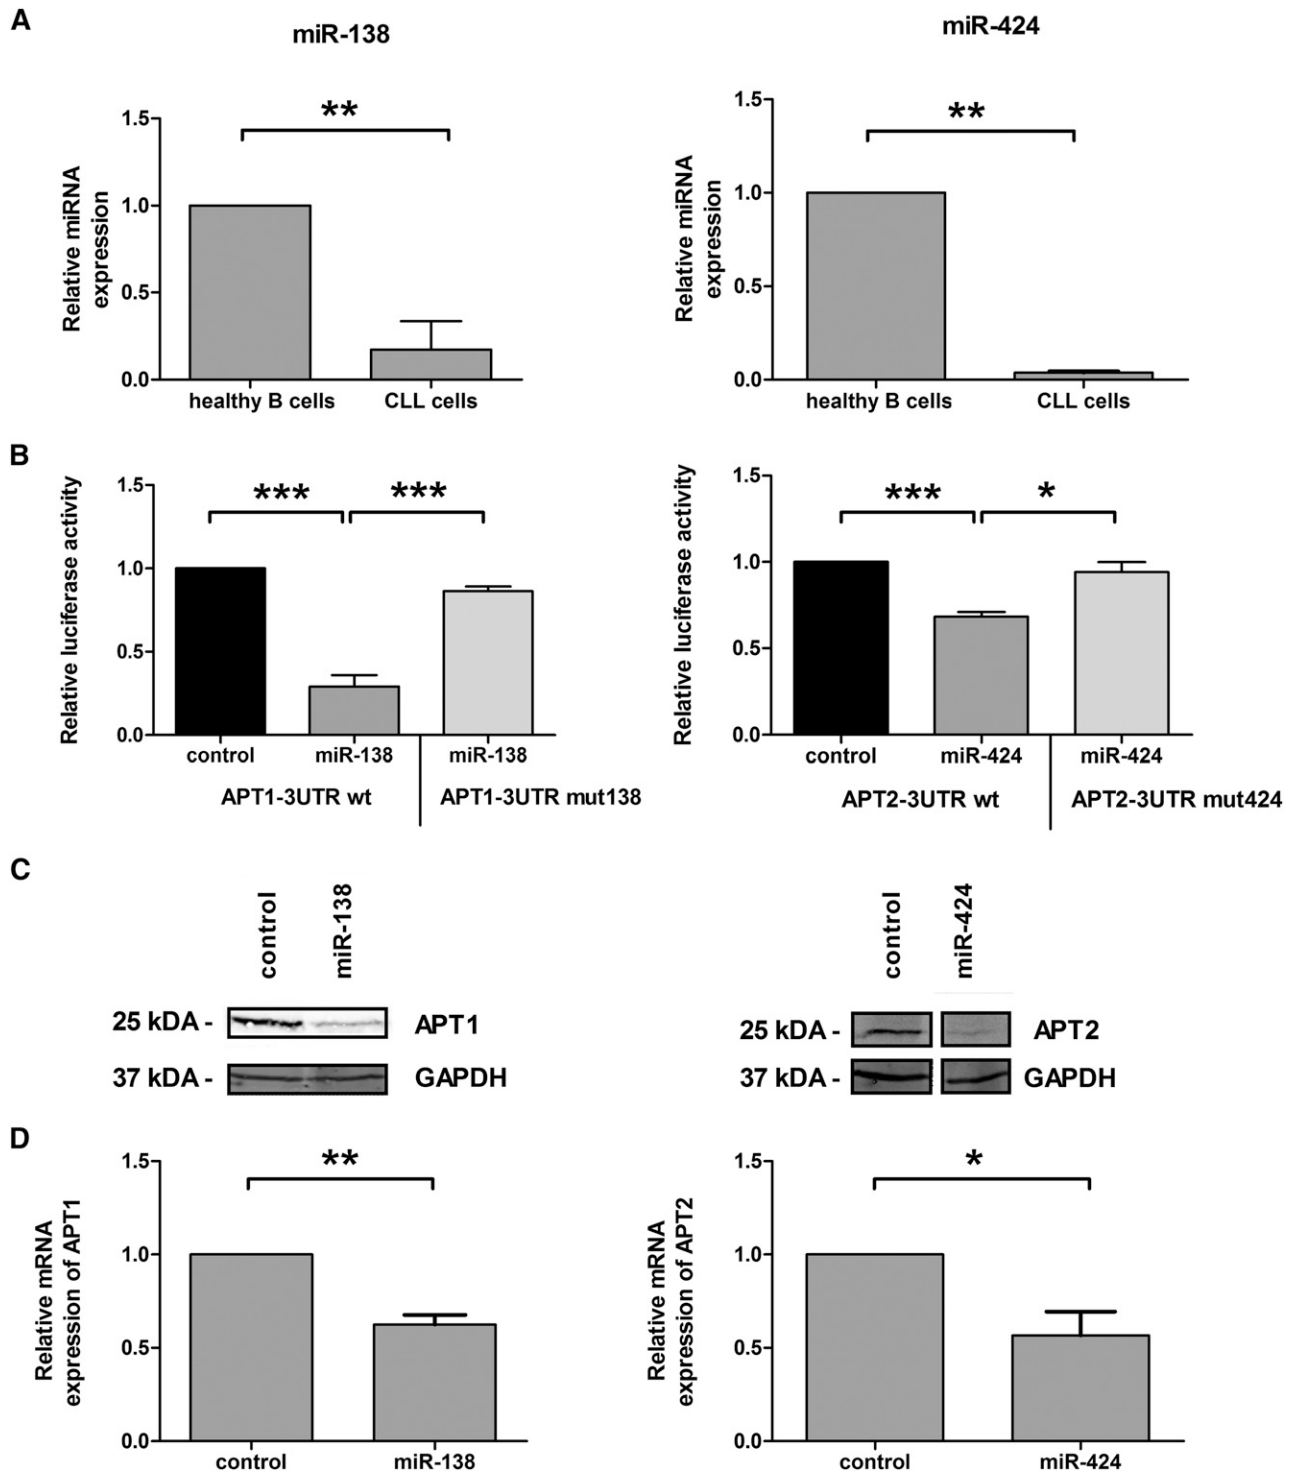 A
miR-138
miR-424
**
**
Relative miRNA
expression
1.5
1.0
0.5
0.0
healthy B cells
CLL cells
Relative miRNA
expression
1.5
1.0
0.5
0.0
healthy B cells
CLL cells
B
Relative luciferase activity
1.5
1.0
0.5
0.0
***
***
control
miR-138
miR-138
APT1-3UTR wt
APT1-3UTR mut138
Relative luciferase activity
1.5
1.0
0.5
0.0
***
*
control
miR-424
miR-424
APT2-3UTR wt
APT2-3UTR mut424
C
control
miR-138
25 kDA -
APT1
37 kDA -
GAPDH
control
miR-424
25 kDA -
APT2
37 kDA -
GAPDH
D
Relative mRNA
expression of APT1
1.5
1.0
0.5
0.0
**
control
miR-138
Relative mRNA
expression of APT2
1.5
1.0
0.5
0.0
*
control
miR-424